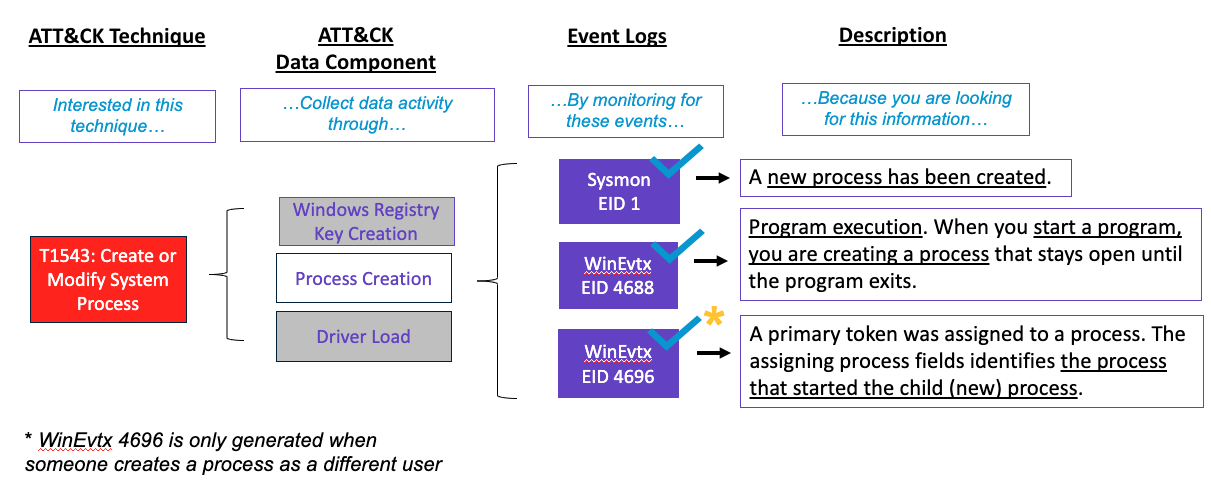 ATT&CK Technique
ATT&CK
Data Component
Event Logs
Description
Interested in this
technique…
…Collect data activity
through…
…By monitoring for
these events…
…Because you are looking
for this information…
T1543: Create or
Modify System
Process
Windows Registry
Key Creation
Process Creation
Driver Load
Sysmon
EID 1
A new process has been created.
WinEvtx
EID 4688
Program execution. When you start a program,
you are creating a process that stays open until
the program exits.
WinEvtx
EID 4696
*
A primary token was assigned to a process. The
assigning process fields identifies the process
that started the child (new) process.
* WinEvtx 4696 is only generated when
someone creates a process as a different user